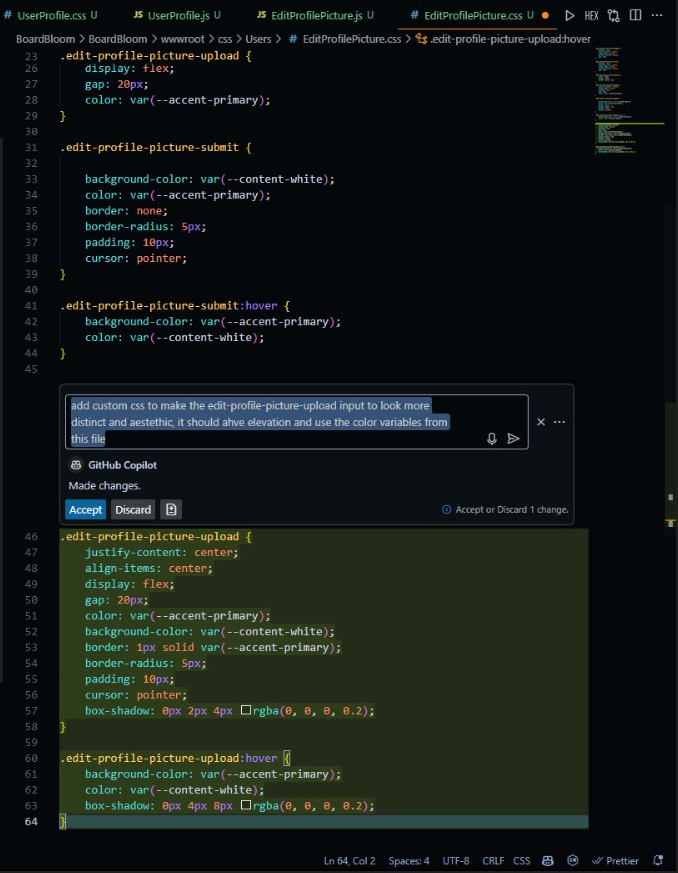 # UserProfile.css U
JS UserProfile.js U
JS EditProfilePicture.js U
# EditProfilePicture.css U
HEX
BoardBloom > BoardBloom > wwwroot > css > Users > # EditProfilePicture.css > .edit-profile-picture-upload:hover
23 .edit-profile-picture-upload {
26 display: flex;
27 gap: 20px;
28 color: var(--accent-primary);
29 }
30
31 .edit-profile-picture-submit {
32
33 background-color: var(--content-white);
34 color: var(--accent-primary);
35 border: none;
36 border-radius: 5px;
37 padding: 10px;
38 cursor: pointer;
39 }
40
41 .edit-profile-picture-submit:hover {
42 background-color: var(--accent-primary);
43 color: var(--content-white);
44 }
45
add custom css to make the edit-profile-picture-upload input to look more
distinct and aestethic, it should ahve elevation and use the color variables from
this file
GitHub Copilot
Made changes.
Accept Discard Accept or Discard 1 change.
46 .edit-profile-picture-upload {
47 justify-content: center;
48 align-items: center;
49 display: flex;
50 gap: 20px;
51 color: var(--accent-primary);
52 background-color: var(--content-white);
53 border: 1px solid var(--accent-primary);
54 border-radius: 5px;
55 padding: 10px;
56 cursor: pointer;
57 box-shadow: 0px 2px 4px rgba(0, 0, 0, 0.2);
58 }
59
60 .edit-profile-picture-upload:hover {
61 background-color: var(--accent-primary);
62 color: var(--content-white);
63 box-shadow: 0px 4px 8px rgba(0, 0, 0, 0.2);
64 }
Ln 64, Col 2 Spaces: 4 UTF-8 CRLF CSS Prettier